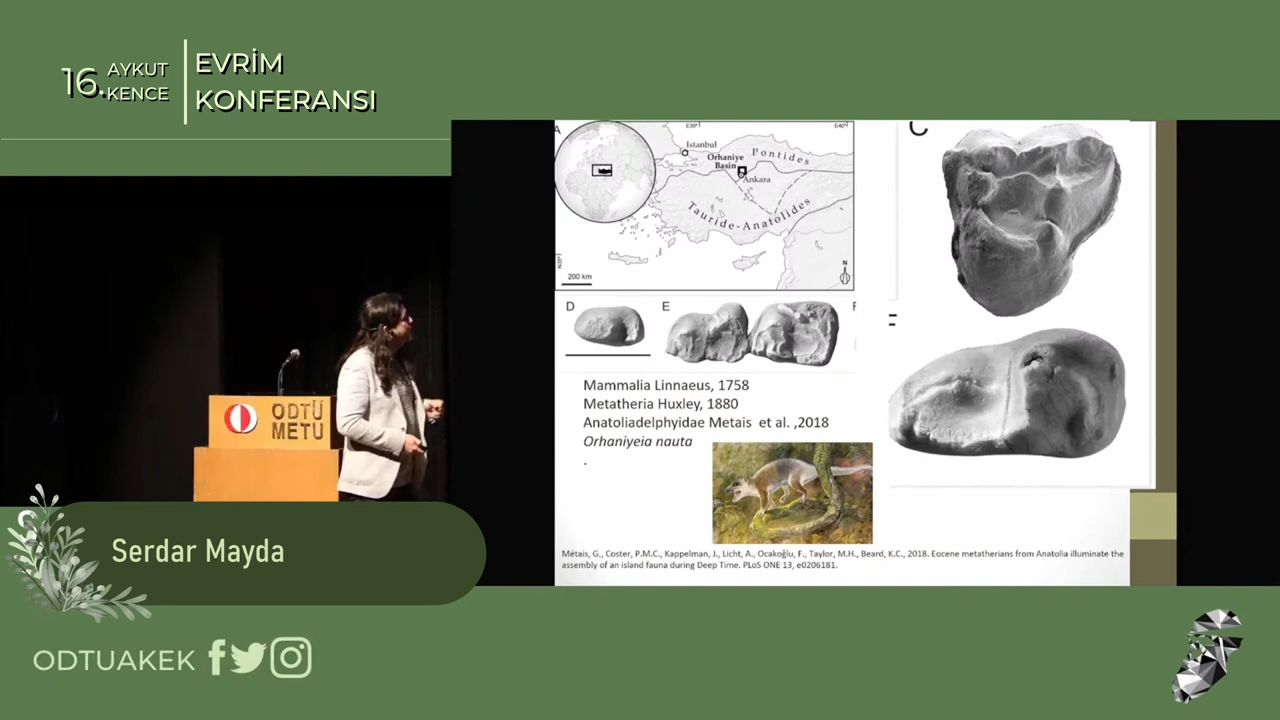 16. AYKUT KENCE
EVRİM
KONFERANSI
A
E30°
E40°
Istanbul
Orhaniye
Basin
Pontides
Ankara
Tauride-Anatolides
N35°
200 km
N
C
D
E
F
Mammalia Linnaeus, 1758
Metatheria Huxley, 1880
Anatoliadelphyidae Metais et al. ,2018
Orhaniyeia nauta
.
Métais, G., Coster, P.M.C., Kappelman, J., Licht, A., Ocakoğlu, F., Taylor, M.H., Beard, K.C., 2018. Eocene metatherians from Anatolia illuminate the
assembly of an island fauna during Deep Time. PLoS ONE 13, e0206181.
ODTÜ
METU
Serdar Mayda
ODTUAKEK